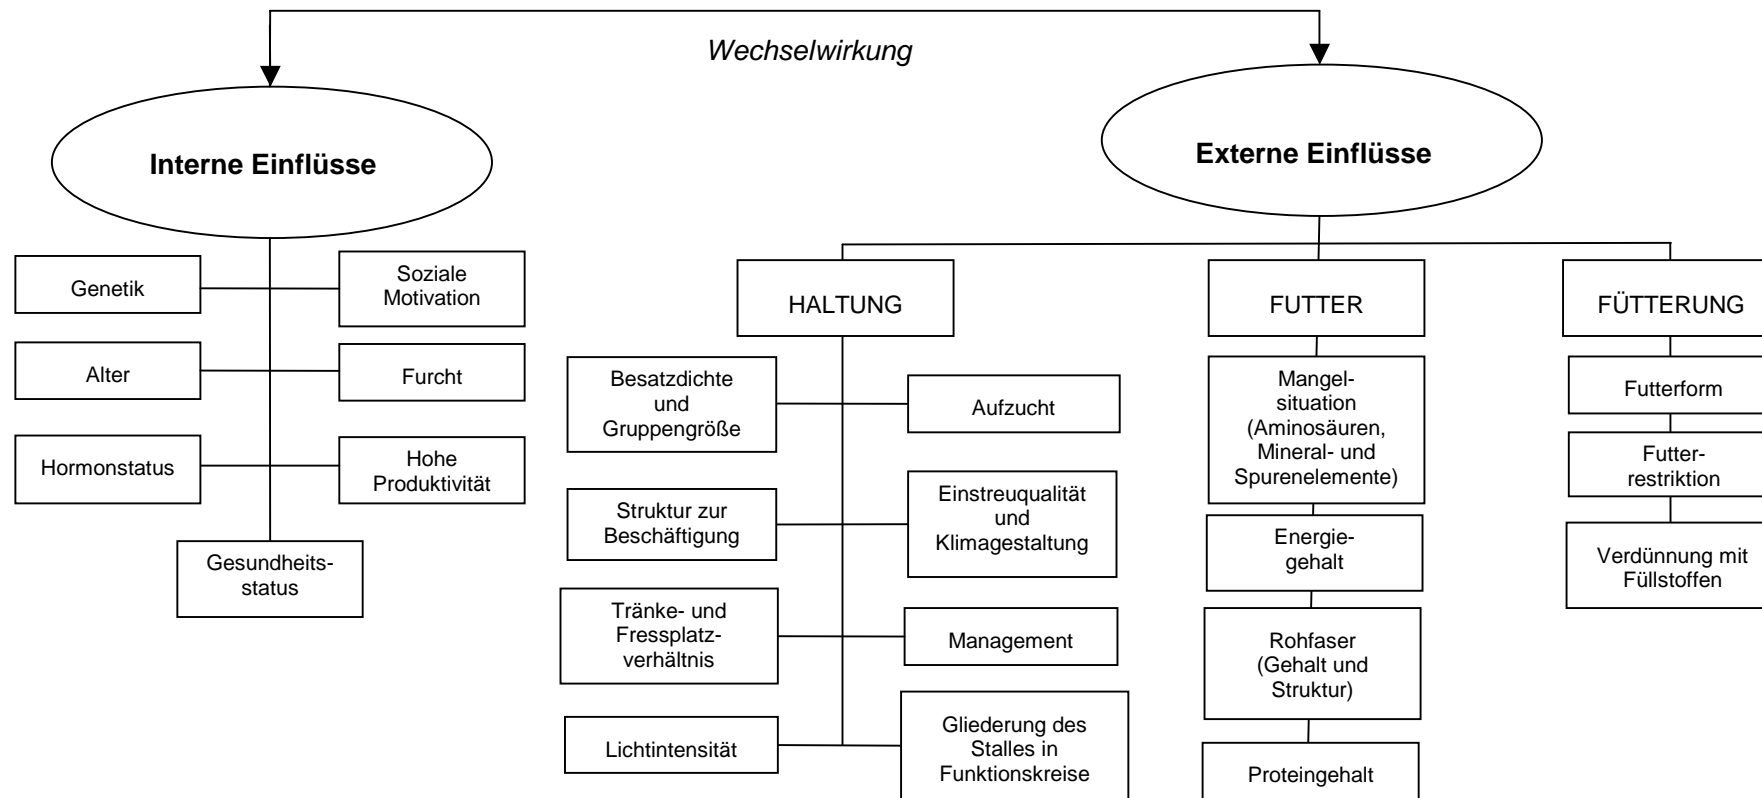 Wechselwirkung
Interne Einflüsse
Externe Einflüsse
Genetik
Soziale
Motivation
Alter
Furcht
Hormonstatus
Hohe
Produktivität
Gesundheits-
status
HALTUNG
Besatzdichte
und
Gruppengröße
Aufzucht
Struktur zur
Beschäftigung
Einstreuqualität
und
Klimagestaltung
Tränke- und
Fressplatz-
verhältnis
Management
Lichtintensität
Gliederung des
Stalles in
Funktionskreise
FUTTER
Mangel-
situation
(Aminosäuren,
Mineral- und
Spurenelemente)
Energie-
gehalt
Rohfaser
(Gehalt und
Struktur)
Proteingehalt
FÜTTERUNG
Futterform
Futter-
restriktion
Verdünnung mit
Füllstoffen